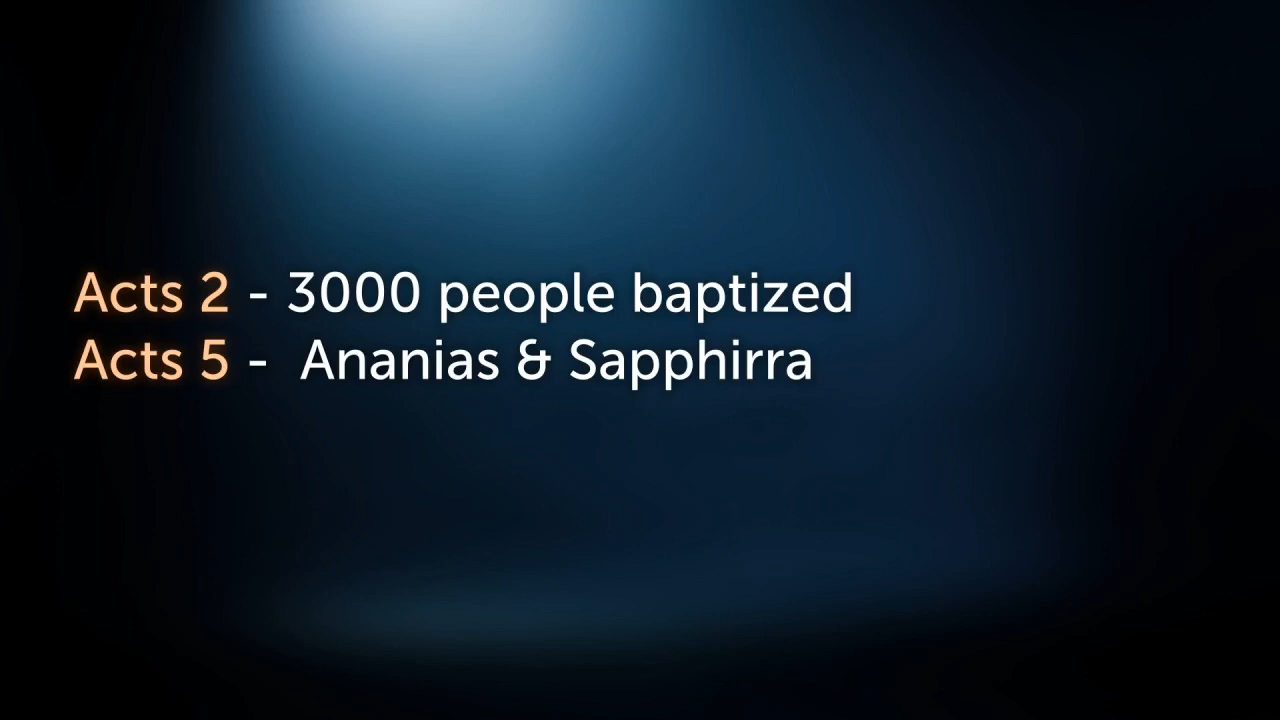 Acts 2 - 3000 people baptized
Acts 5 -  Ananias & Sapphirra